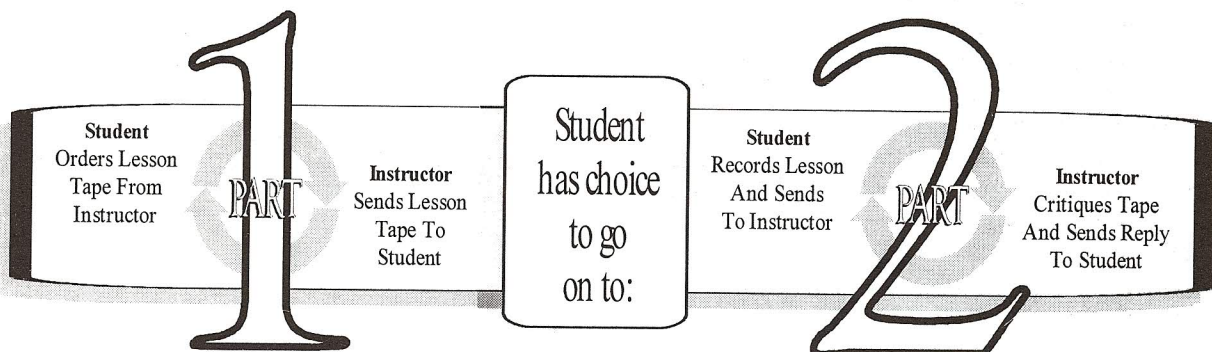 Student
Orders Lesson
Tape From
Instructor
1
PART
Instructor
Sends Lesson
Tape To
Student
Student
has choice
to go
on to:
Student
Records Lesson
And Sends
To Instructor
2
PART
Instructor
Critiques Tape
And Sends Reply
To Student